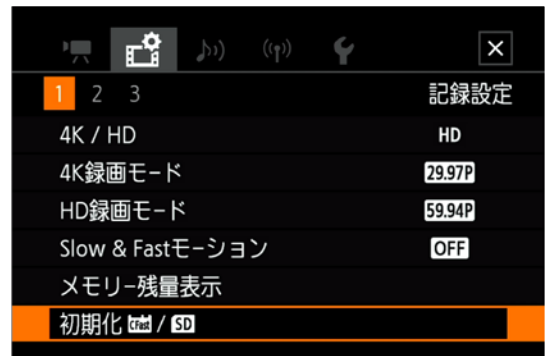 1 2 3 記録設定
4K / HD HD
4K録画モード 29.97P
HD録画モード 59.94P
Slow & Fastモーション OFF
メモリー残量表示
初期化 CFast / SD